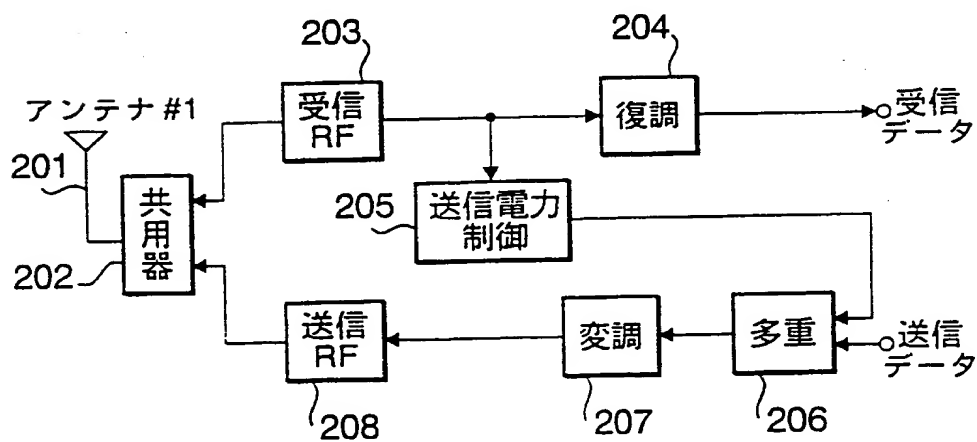 203
204
アンテナ #1
受信
RF
復調
受信
データ
201
共
用
器
205
送信電力
制御
202
送信
RF
変調
多重
送信
データ
208
207
206